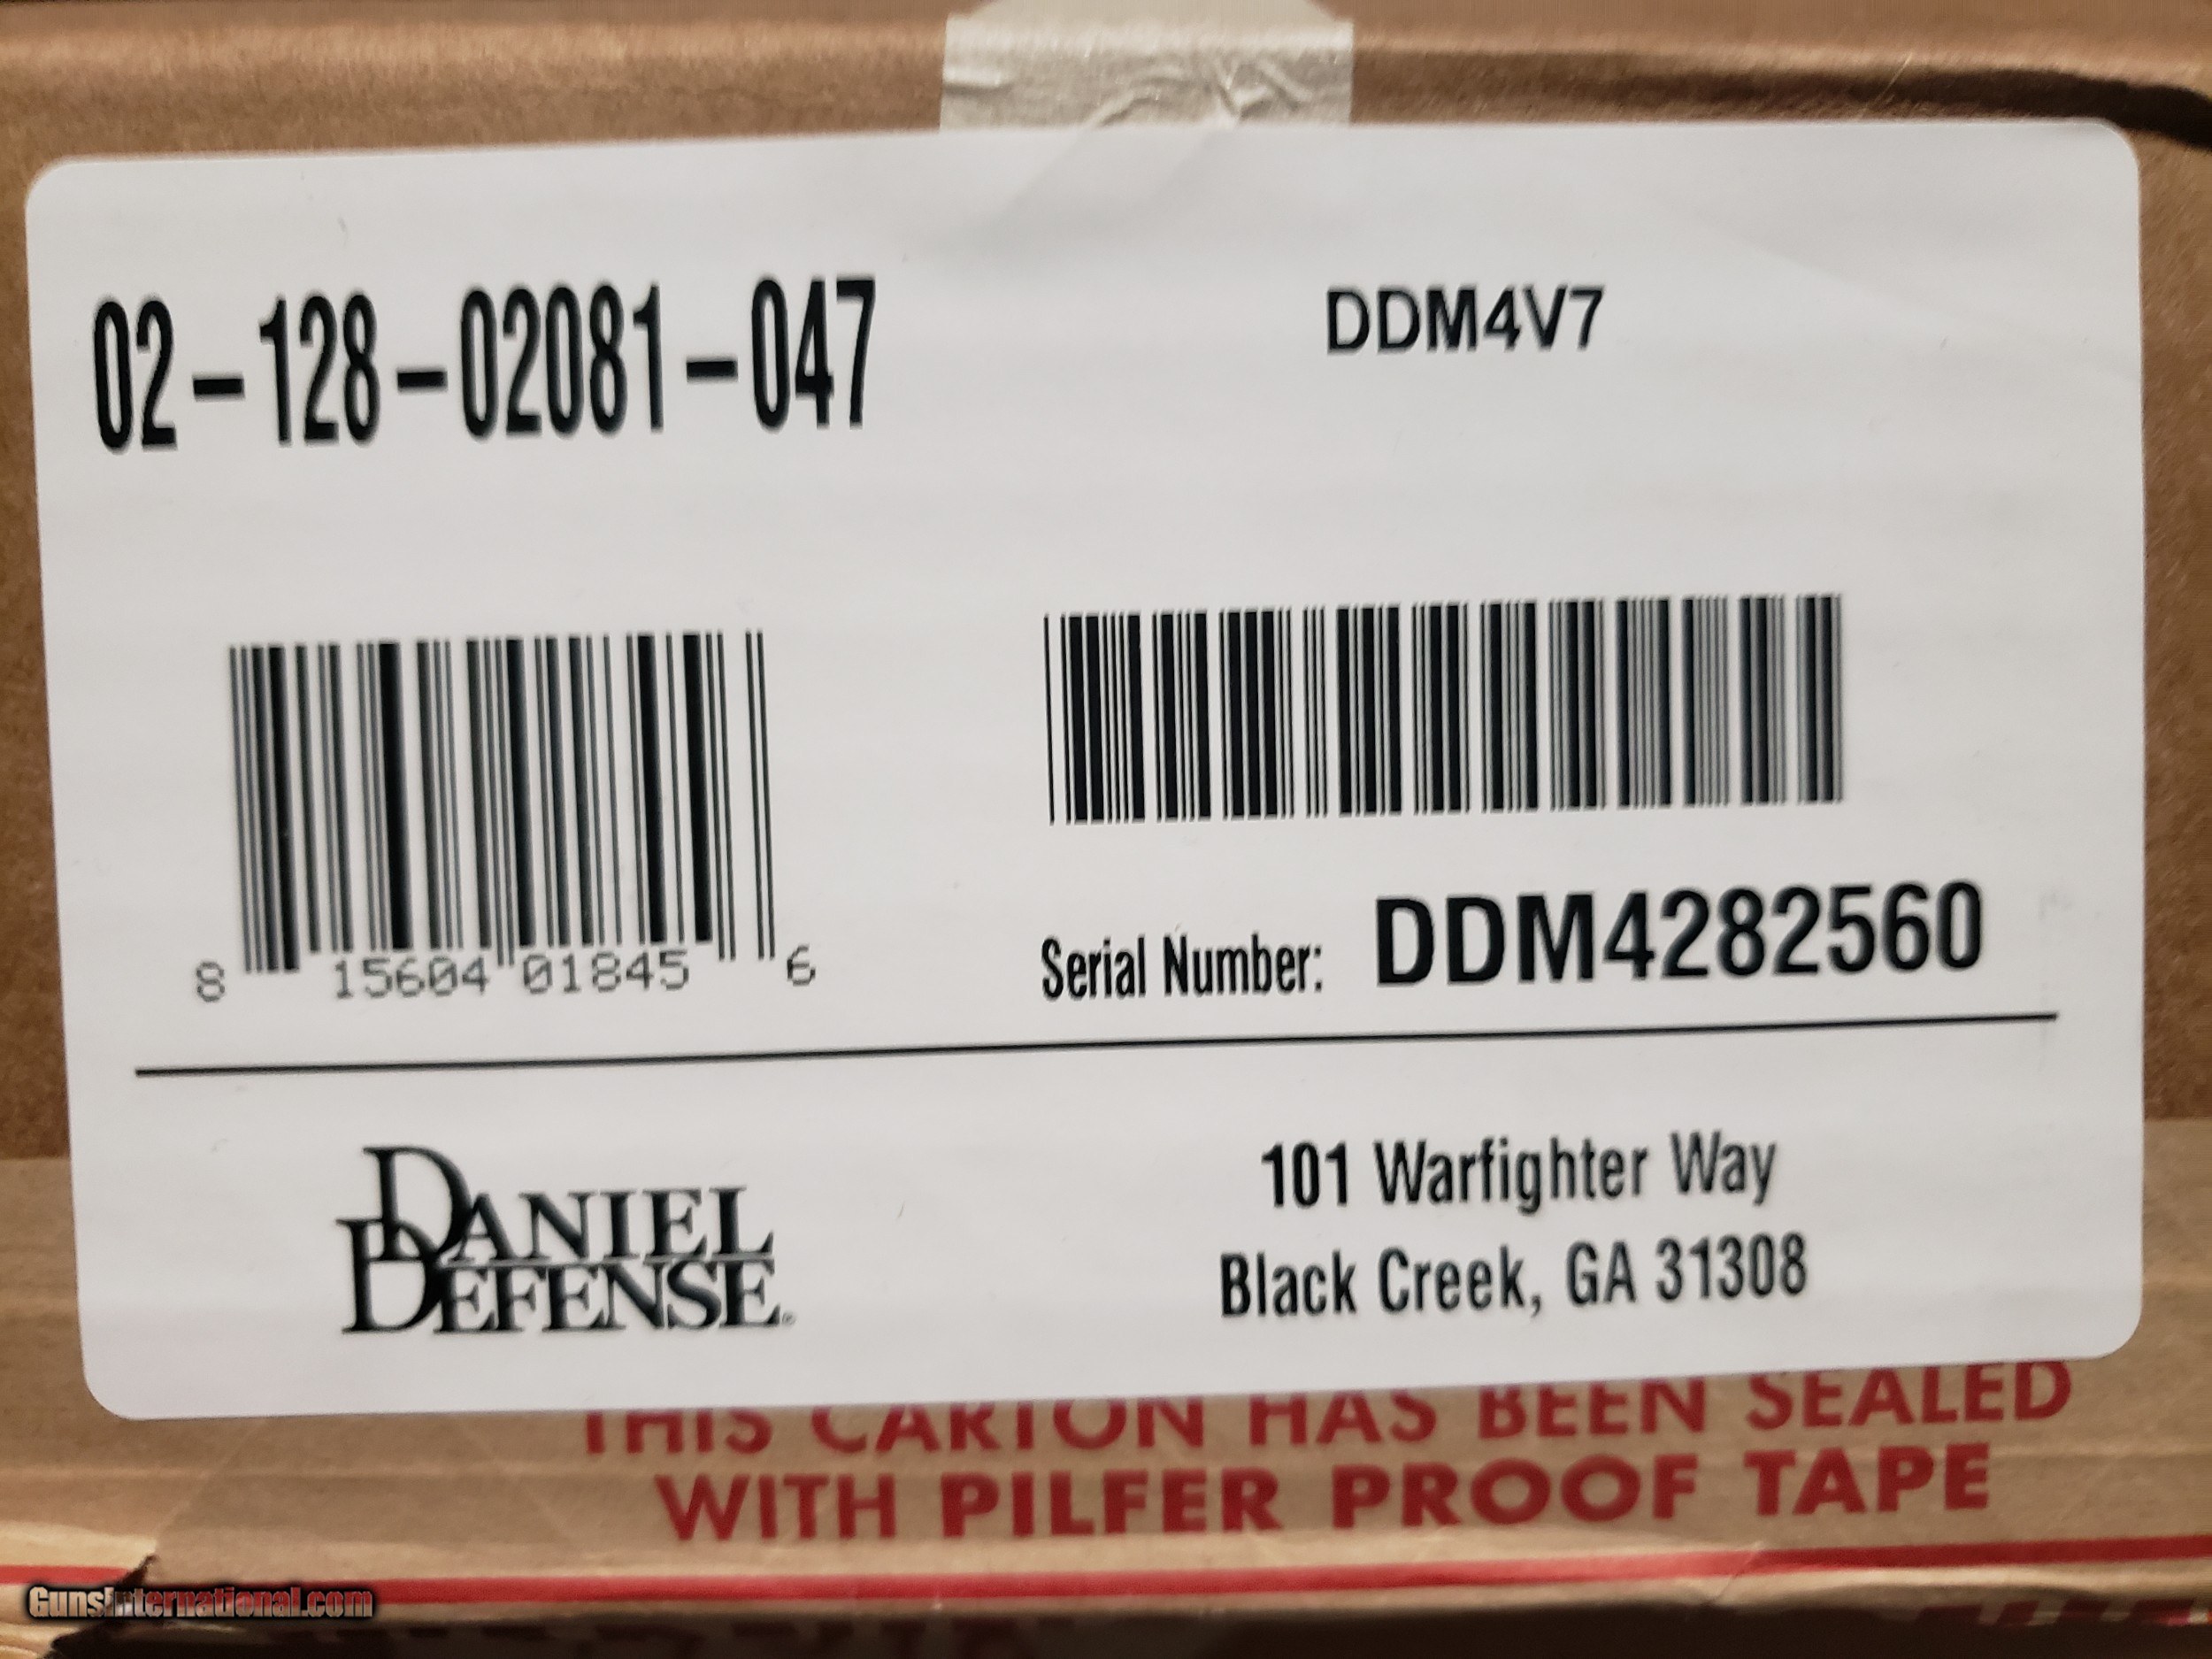 02-128-02081-047
DDM4V7
8 15604 01845 6
Serial Number: DDM4282560
DANIEL
DEFENSE®
101 Warfighter Way
Black Creek, GA 31308
THIS CARTON HAS BEEN SEALED
WITH PILFER PROOF TAPE
GunsInternational.com